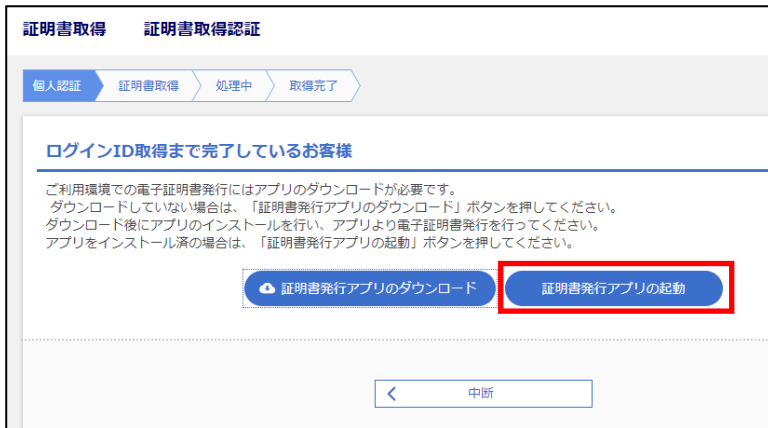 証明書取得 証明書取得認証
個人認証 証明書取得 処理中 取得完了
ログインID取得まで完了しているお客様
ご利用環境での電子証明書発行にはアプリのダウンロードが必要です。
ダウンロードしていない場合は、「証明書発行アプリのダウンロード」ボタンを押してください。
ダウンロード後にアプリのインストールを行い、アプリより電子証明書発行を行ってください。
アプリをインストール済の場合は、「証明書発行アプリの起動」ボタンを押してください。
証明書発行アプリのダウンロード 証明書発行アプリの起動
中断